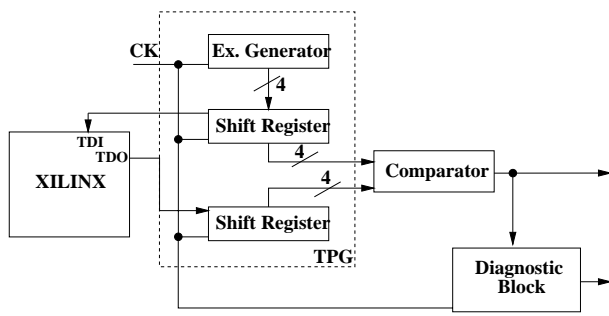 CK
Ex. Generator
4
Shift Register
TDI
TDO
4
Comparator
XILINX
4
Shift Register
TPG
Diagnostic
Block